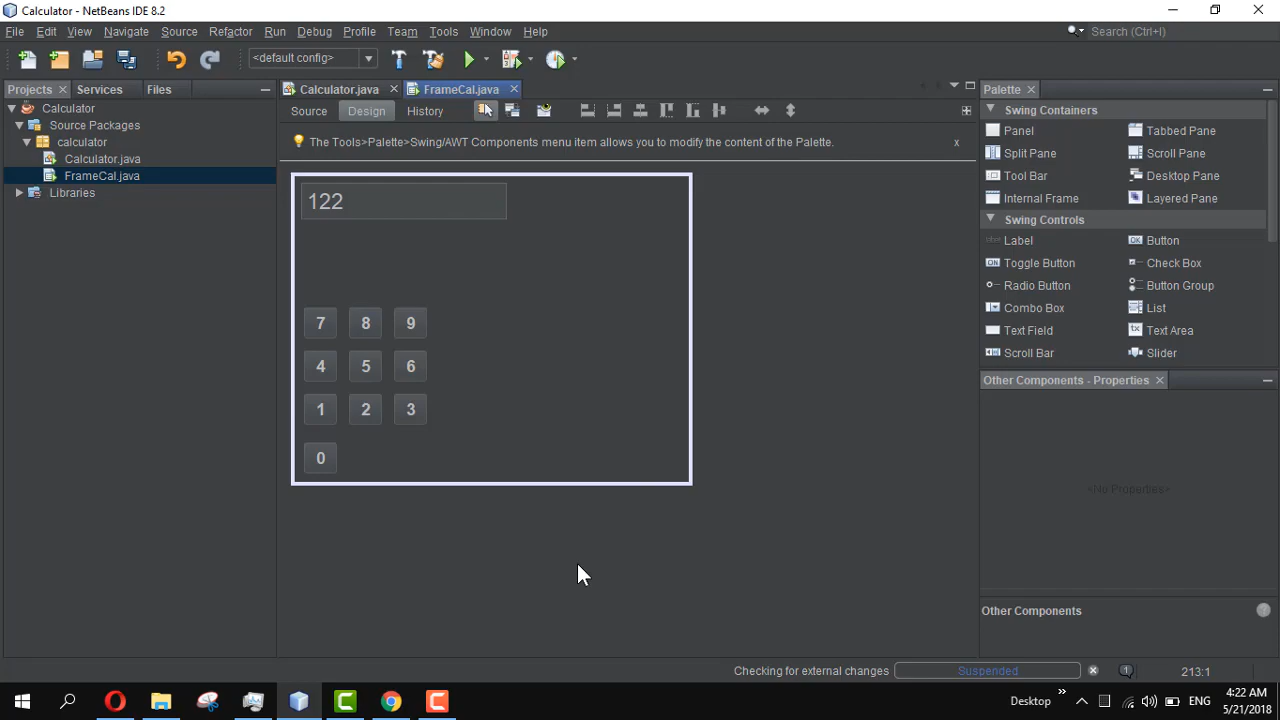 Calculator - NetBeans IDE 8.2
File Edit View Navigate Source Refactor Run Debug Profile Team Tools Window Help
Search (Ctrl+I)
<default config>
Projects Services Files
Calculator.java FrameCal.java
Palette
Calculator
Source Packages
calculator
Calculator.java
FrameCal.java
Libraries
Source Design History
The Tools>Palette>Swing/AWT Components menu item allows you to modify the content of the Palette. x
122
7 8 9
4 5 6
1 2 3
0
Swing Containers
Panel Tabbed Pane
Split Pane Scroll Pane
Tool Bar Desktop Pane
Internal Frame Layered Pane
Swing Controls
Label Button
Toggle Button Check Box
Radio Button Button Group
Combo Box List
Text Field Text Area
Scroll Bar Slider
Other Components - Properties
<No Properties>
Other Components
Checking for external changes Suspended 213:1
Desktop ENG 4:22 AM
5/21/2018